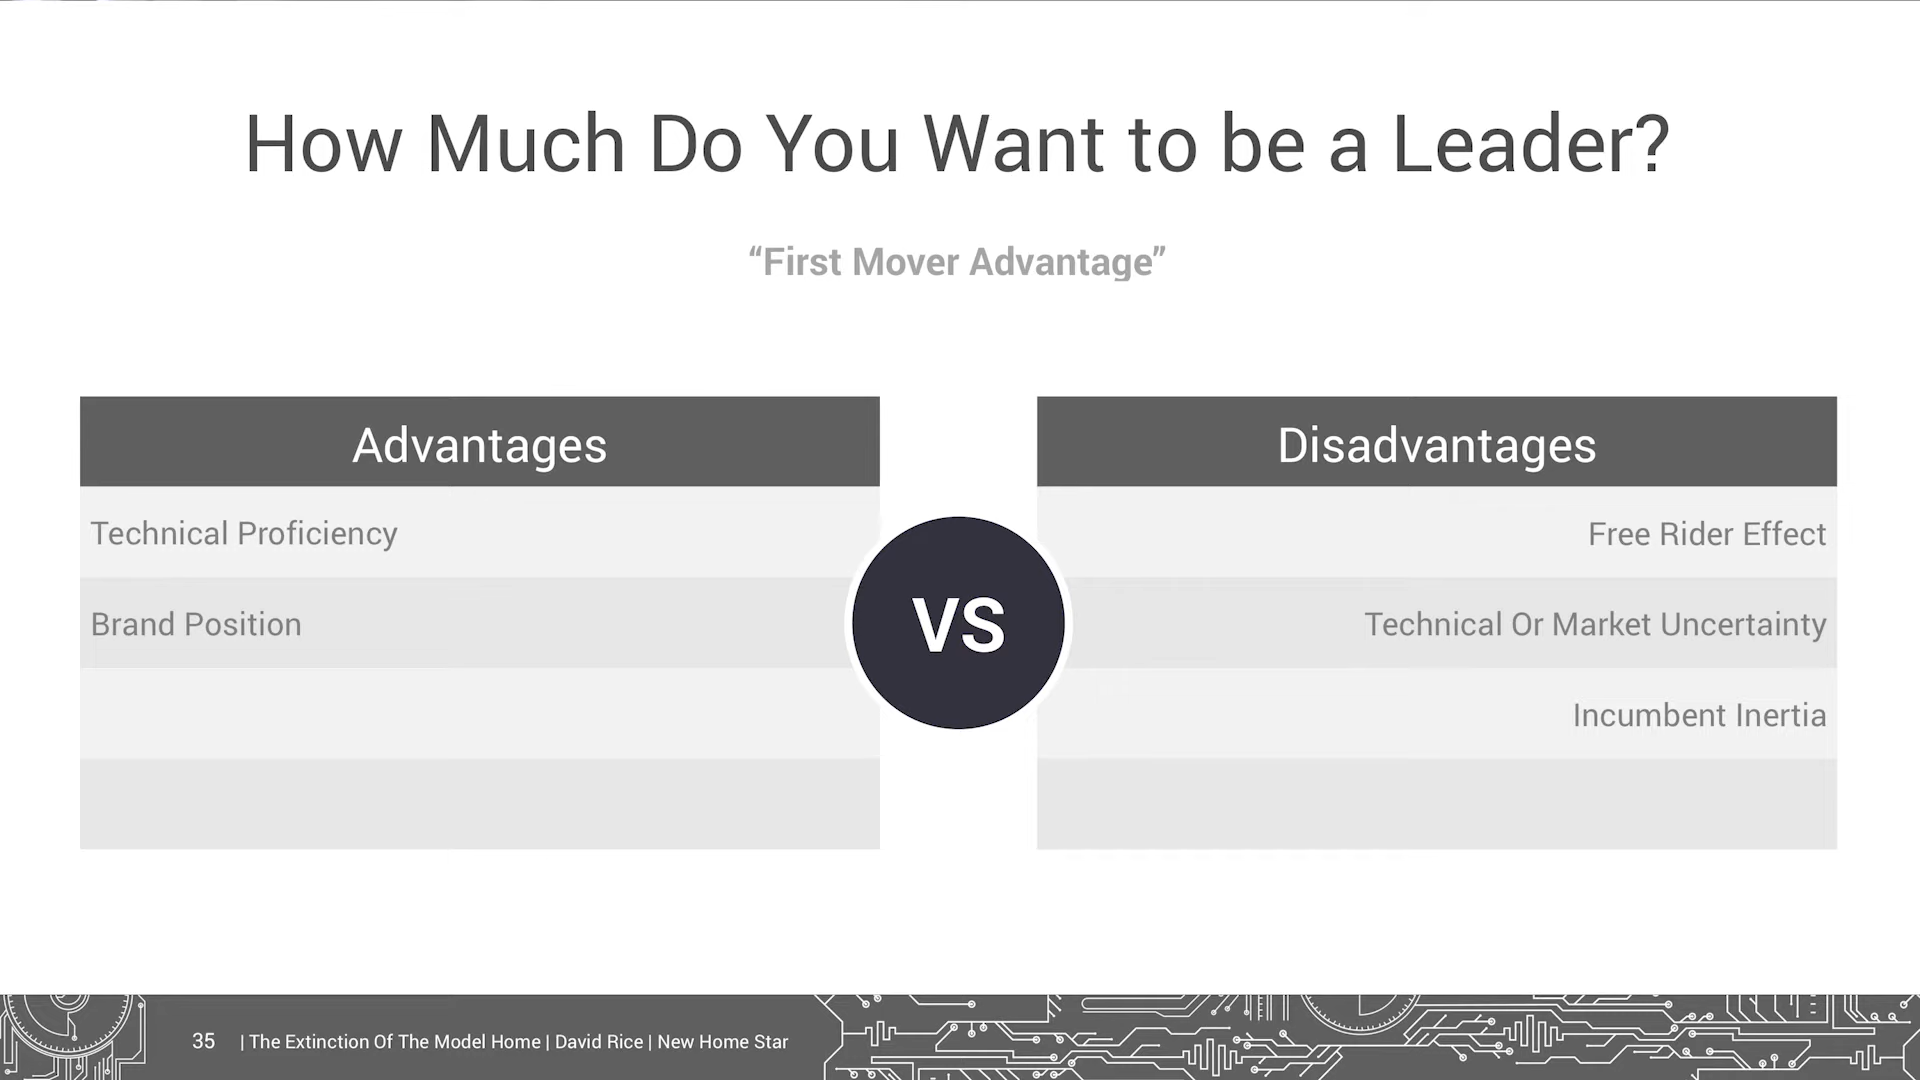 How Much Do You Want to be a Leader?
“First Mover Advantage”
Advantages
Technical Proficiency
Brand Position
VS
Disadvantages
Free Rider Effect
Technical Or Market Uncertainty
Incumbent Inertia
35 | The Extinction Of The Model Home | David Rice | New Home Star